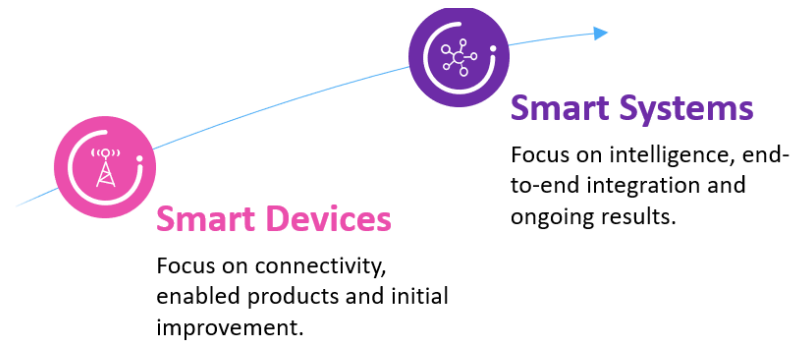 Smart Devices
Focus on connectivity,
enabled products and initial
improvement.
Smart Systems
Focus on intelligence, end-
to-end integration and
ongoing results.